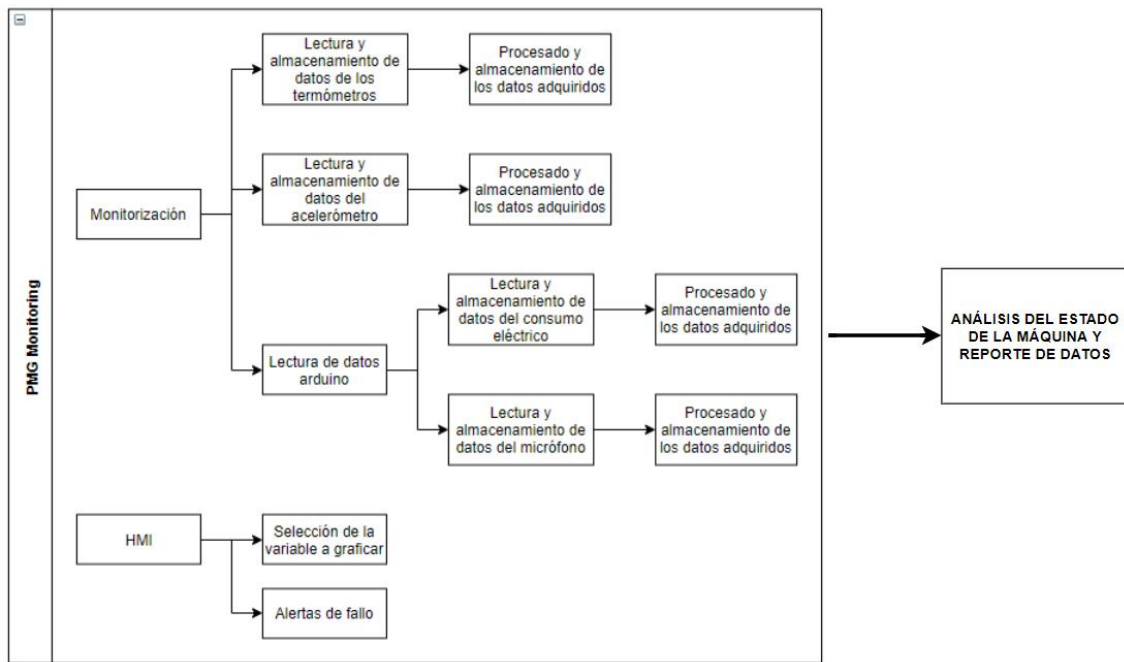 PMG Monitoring
Monitorización
Lectura y
almacenamiento de
datos de los
termómetros
Procesado y
almacenamiento de
los datos adquiridos
Lectura y
almacenamiento de
datos del
acelerómetro
Procesado y
almacenamiento de
los datos adquiridos
Lectura de datos
arduino
Lectura y
almacenamiento de
datos del consumo
eléctrico
Procesado y
almacenamiento de
los datos adquiridos
Lectura y
almacenamiento de
datos del micrófono
Procesado y
almacenamiento de
los datos adquiridos
HMI
Selección de la
variable a graficar
Alertas de fallo
ANÁLISIS DEL ESTADO
DE LA MÁQUINA Y
REPORTE DE DATOS